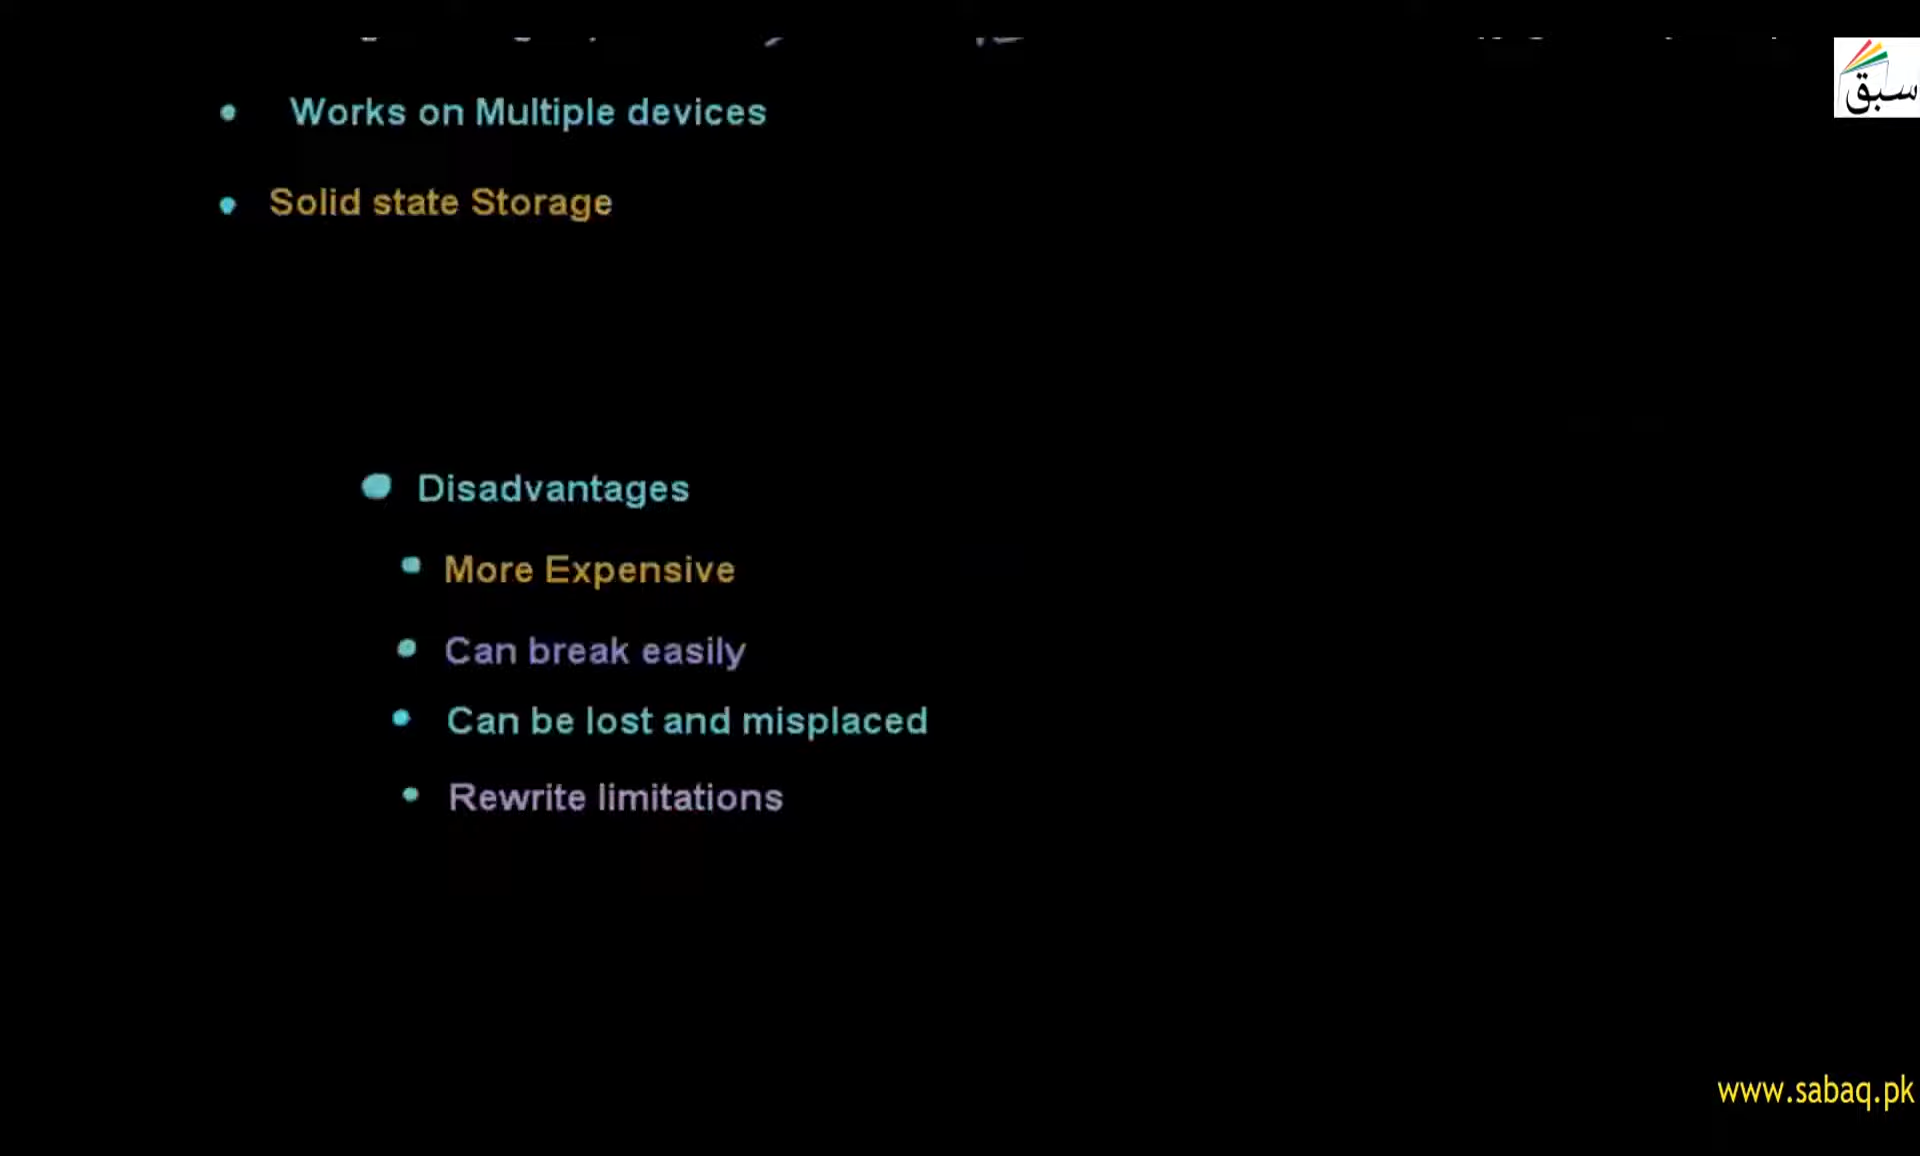 سبق
• Works on Multiple devices
• Solid state Storage
• Disadvantages
• More Expensive
• Can break easily
• Can be lost and misplaced
• Rewrite limitations
www.sabaq.pk